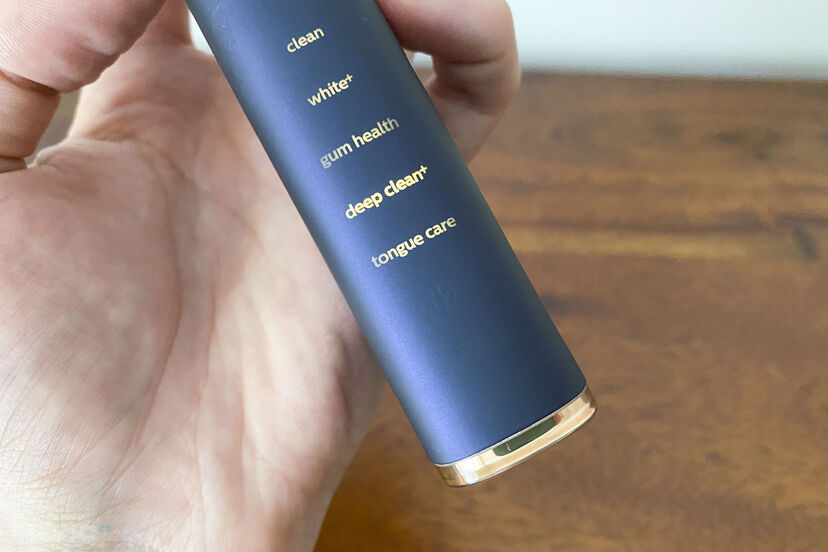 clean
white⁺
gum health
deep clean⁺
tongue care